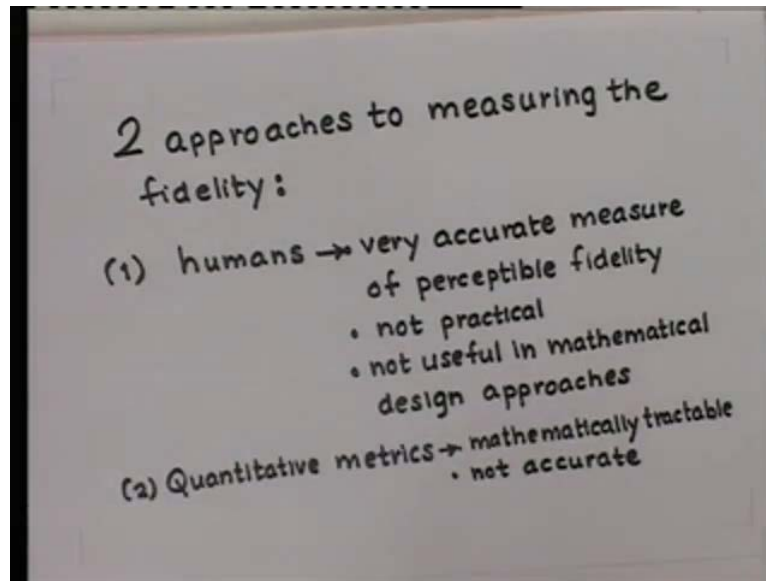 2 approaches to measuring the
fidelity:
(1) humans → very accurate measure
of perceptible fidelity
• not practical
• not useful in mathematical
design approaches
(2) Quantitative metrics → mathematically tractable
• not accurate